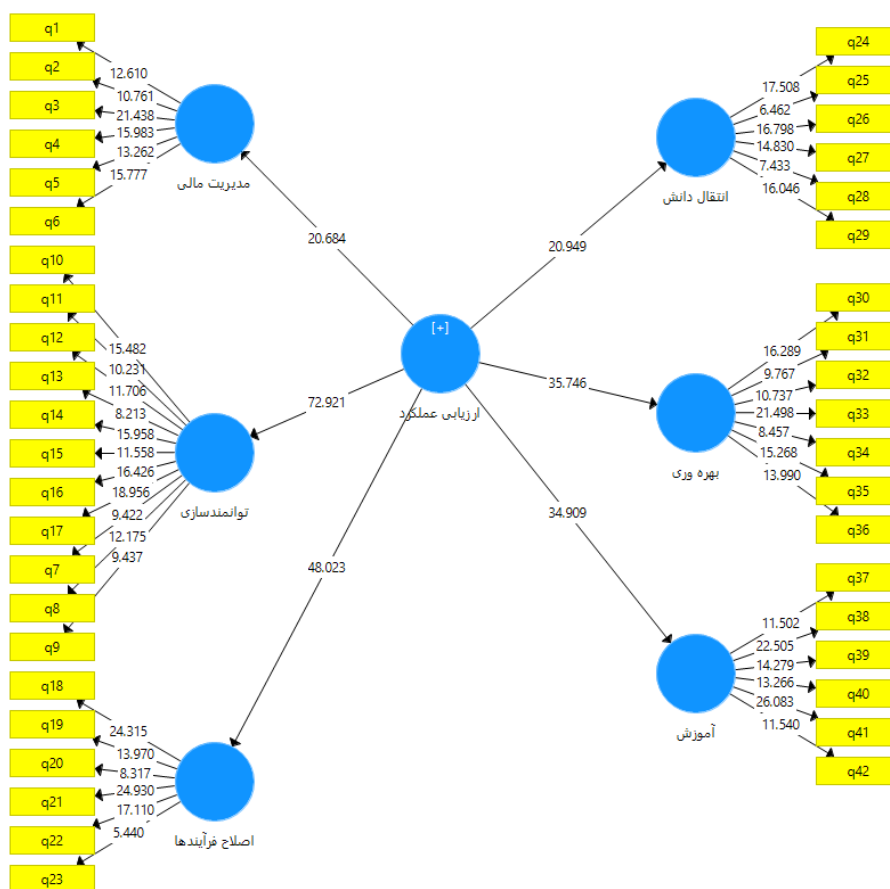 q1
q2
q3
q4
q5
q6
12.610
10.761
21.438
15.983
13.262
15.777
مدیریت مالی
q10
q11
q12
q13
q14
q15
q16
q17
q7
q8
q9
15.482
10.231
11.706
8.213
15.958
11.558
16.426
18.956
9.422
12.175
9.437
توانمندسازی
q18
q19
q20
q21
q22
q23
24.315
13.970
8.317
24.930
17.110
5.440
اصلاح فرآیندها
[+]
ارزیابی عملکرد
20.684
72.921
48.023
20.949
35.746
34.909
q24
q25
q26
q27
q28
q29
17.508
6.462
16.798
14.830
7.433
16.046
انتقال دانش
q30
q31
q32
q33
q34
q35
q36
16.289
9.767
10.737
21.498
8.457
15.268
13.990
بهره وری
q37
q38
q39
q40
q41
q42
11.502
22.505
14.279
13.266
26.083
11.540
آموزش